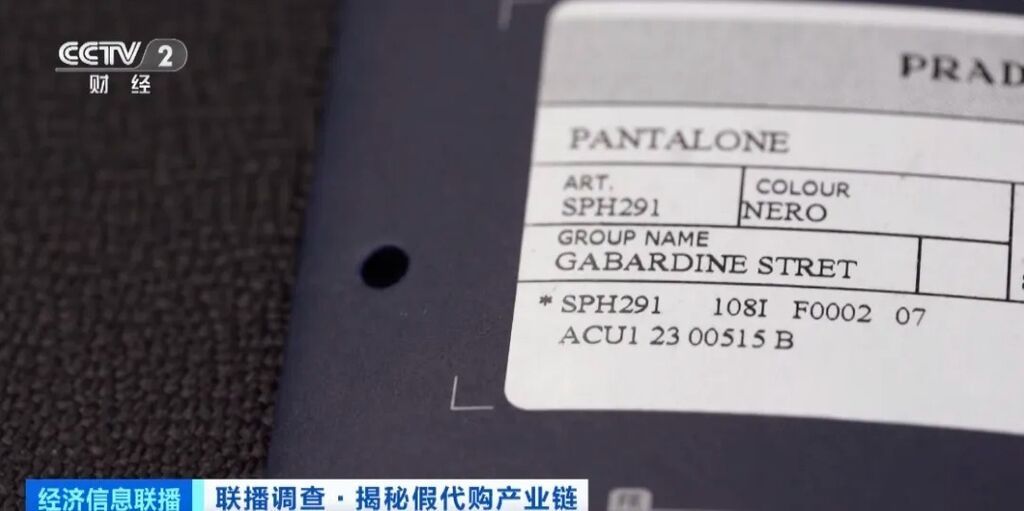 CCTV 2
财经
PRAD
PANTALONE
ART.
SPH291
COLOUR
NERO
GROUP NAME
GABARDINE STRET
* SPH291 108I F0002 07
ACU1 23 00515 B
经济信息联播
联播调查·揭秘假代购产业链